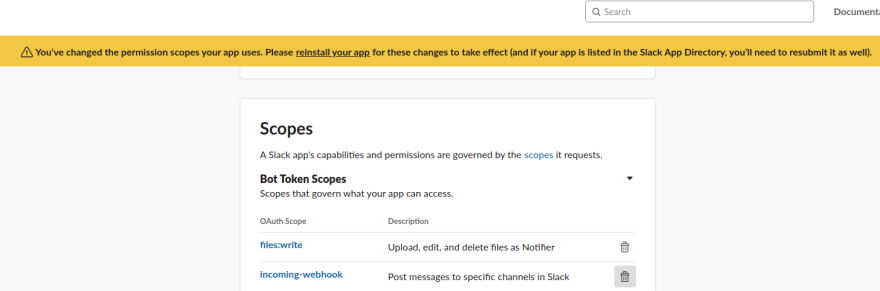 Search
Documenta
You've changed the permission scopes your app uses. Please reinstall your app for these changes to take effect (and if your app is listed in the Slack App Directory, you'll need to resubmit it as well).
Scopes
A Slack app's capabilities and permissions are governed by the scopes it requests.
Bot Token Scopes
Scopes that govern what your app can access.
OAuth Scope Description
files:write Upload, edit, and delete files as Notifier
incoming-webhook Post messages to specific channels in Slack